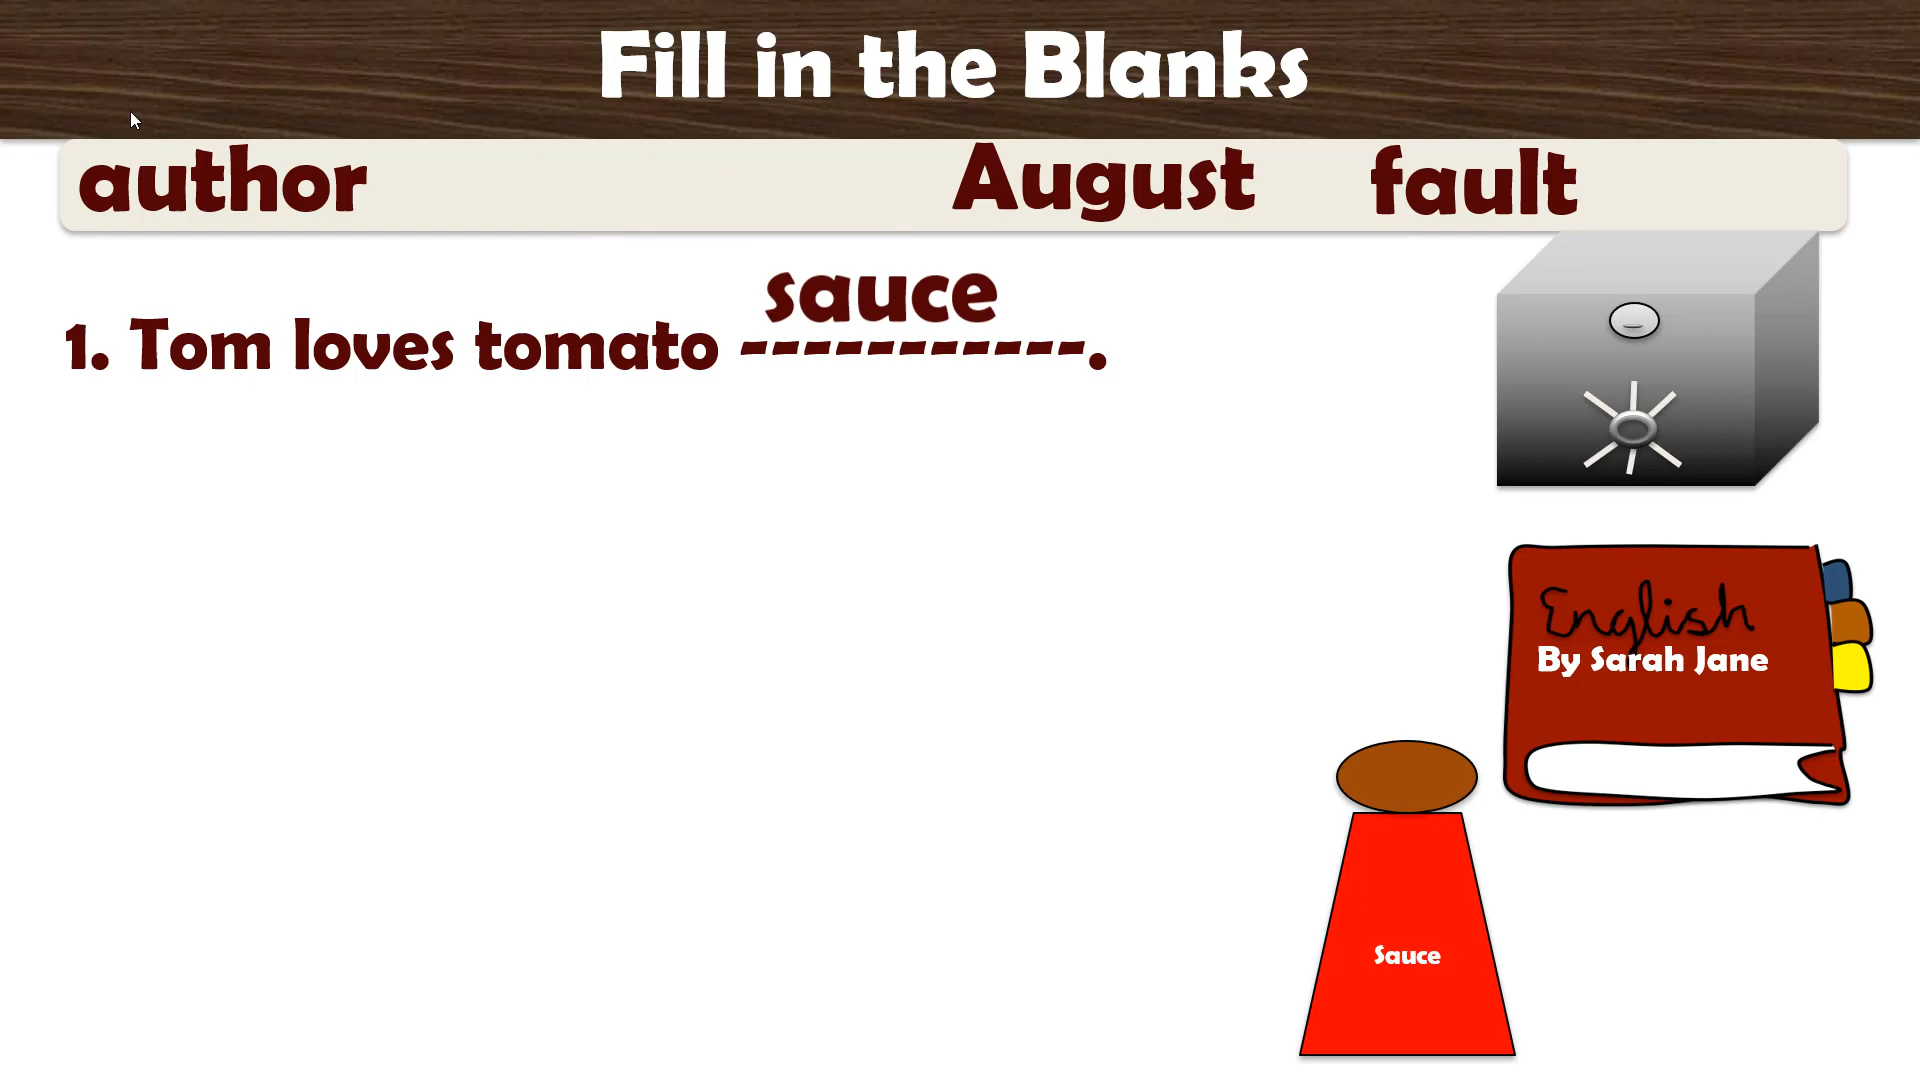 Fill in the Blanks
author August fault
sauce
1. Tom loves tomato -----------.
English
By Sarah Jane
Sauce